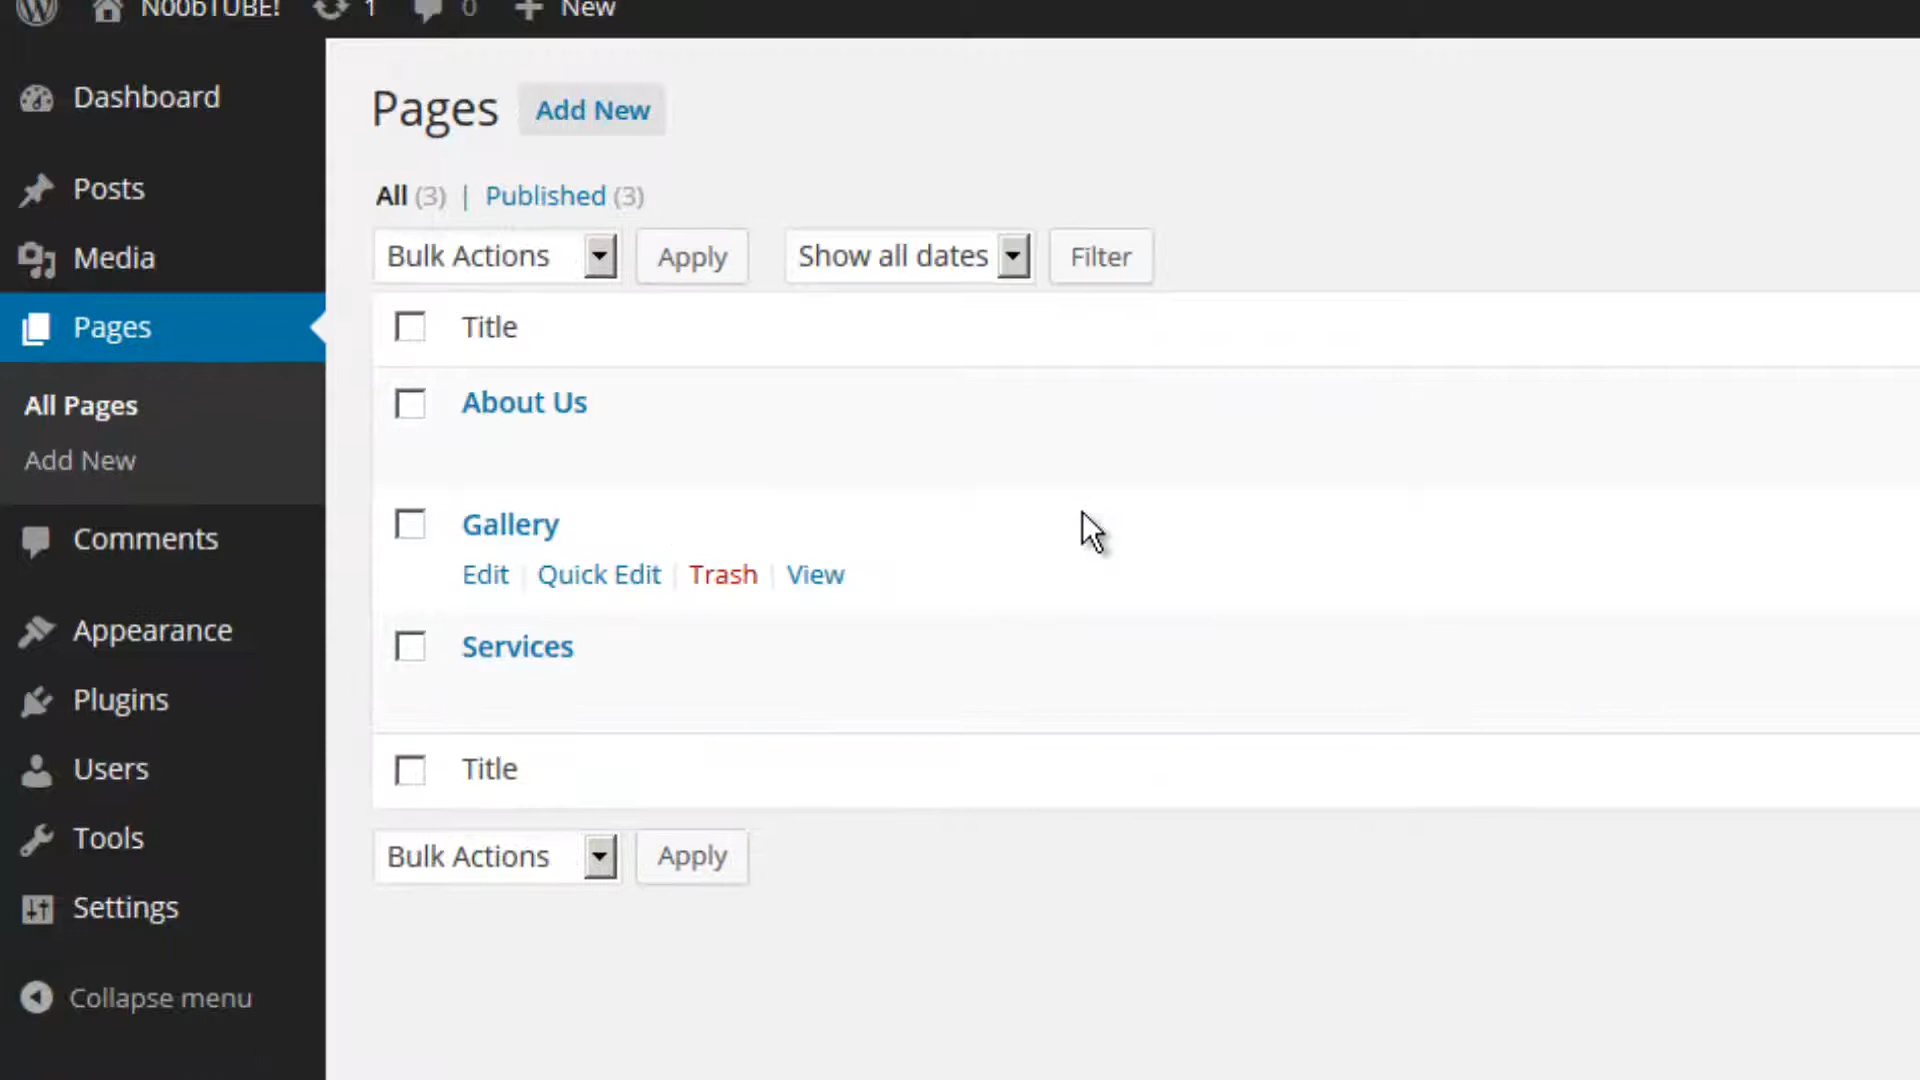 N00bTUBE! 1 0 New
Dashboard
Posts
Media
Pages
All Pages
Add New
Comments
Appearance
Plugins
Users
Tools
Settings
Collapse menu
Pages Add New
All (3) | Published (3)
Bulk Actions Apply Show all dates Filter
Title
About Us
Gallery
Edit | Quick Edit | Trash | View
Services
Title
Bulk Actions Apply